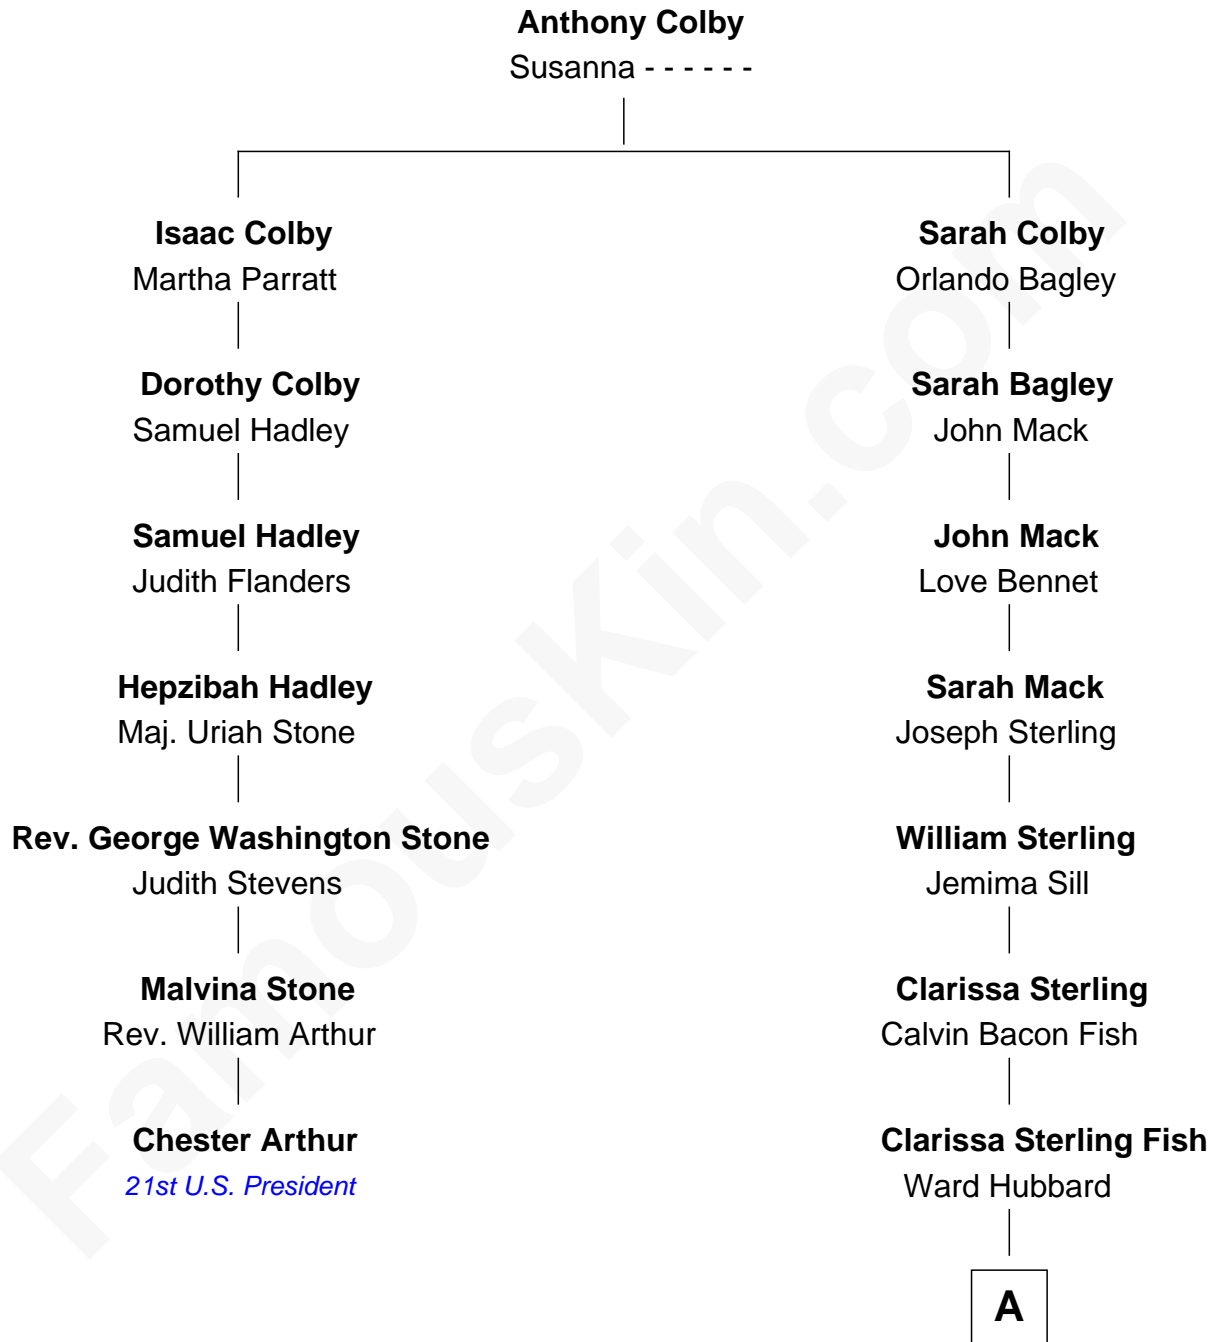 Anthony Colby
Susanna - - - - - -
Isaac Colby
Martha Parratt
Sarah Colby
Orlando Bagley
Dorothy Colby
Samuel Hadley
Sarah Bagley
John Mack
Samuel Hadley
Judith Flanders
John Mack
Love Bennet
Hepzibah Hadley
Maj. Uriah Stone
Sarah Mack
Joseph Sterling
Rev. George Washington Stone
Judith Stevens
William Sterling
Jemima Sill
Malvina Stone
Rev. William Arthur
Clarissa Sterling
Calvin Bacon Fish
Chester Arthur
21st U.S. President
Clarissa Sterling Fish
Ward Hubbard
A
FamousKin.com